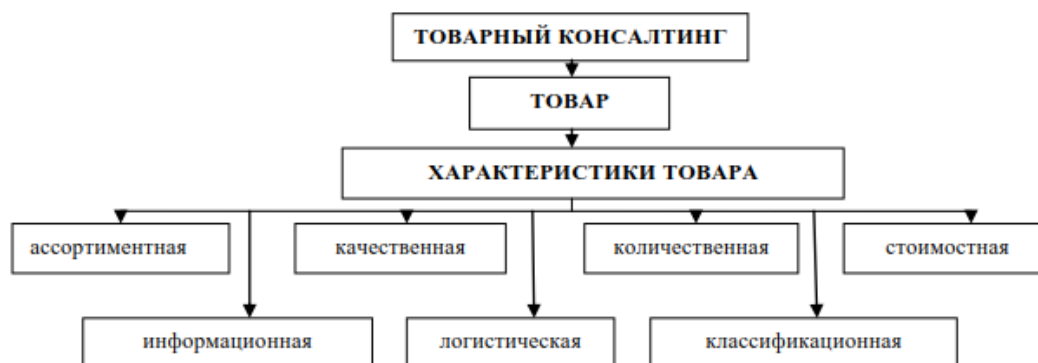 ТОВАРНЫЙ КОНСАЛТИНГ
ТОВАР
ХАРАКТЕРИСТИКИ ТОВАРА
ассортиментная
качественная
количественная
стоимостная
информационная
логистическая
классификационная